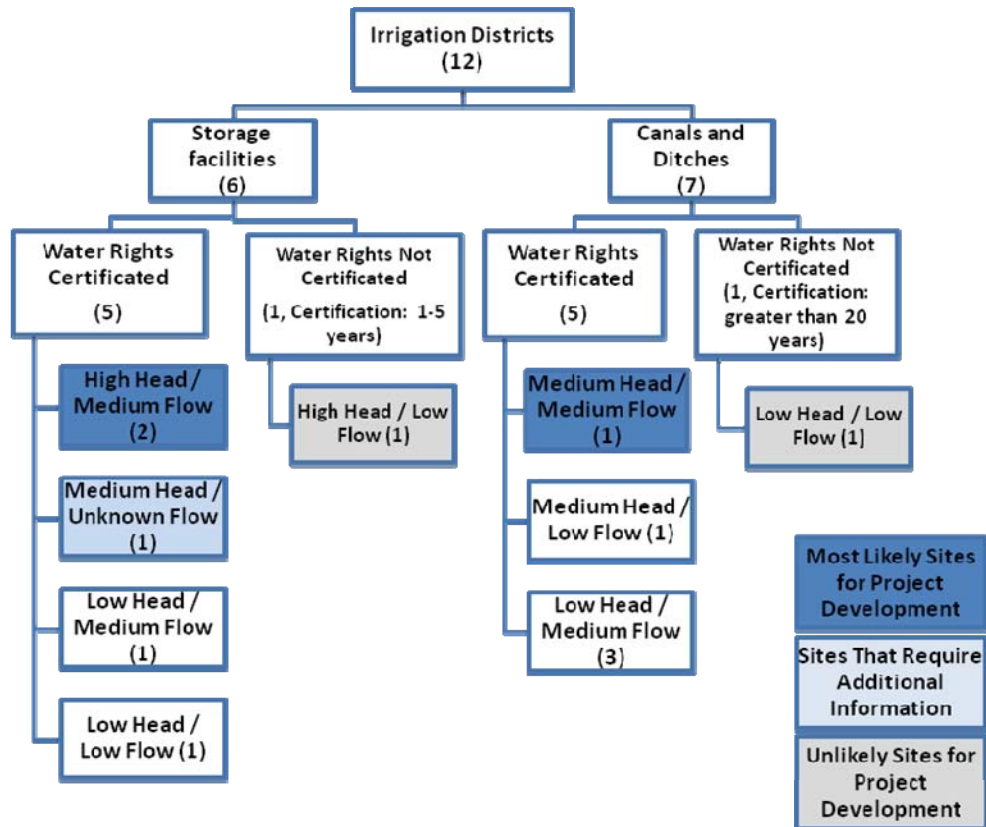 Irrigation Districts
(12)
Storage
facilities
(6)
Canals and
Ditches
(7)
Water Rights
Certificated
(5)
Water Rights Not
Certificated
(1, Certification: 1-5
years)
Water Rights
Certificated
(5)
Water Rights Not
Certificated
(1, Certification:
greater than 20
years)
High Head /
Medium Flow
(2)
Medium Head /
Unknown Flow
(1)
Low Head /
Medium Flow
(1)
Low Head /
Low Flow (1)
High Head / Low
Flow (1)
Medium Head /
Medium Flow
(1)
Medium Head /
Low Flow (1)
Low Head /
Medium Flow
(3)
Low Head / Low
Flow (1)
Most Likely Sites
for Project
Development
Sites That Require
Additional
Information
Unlikely Sites for
Project
Development